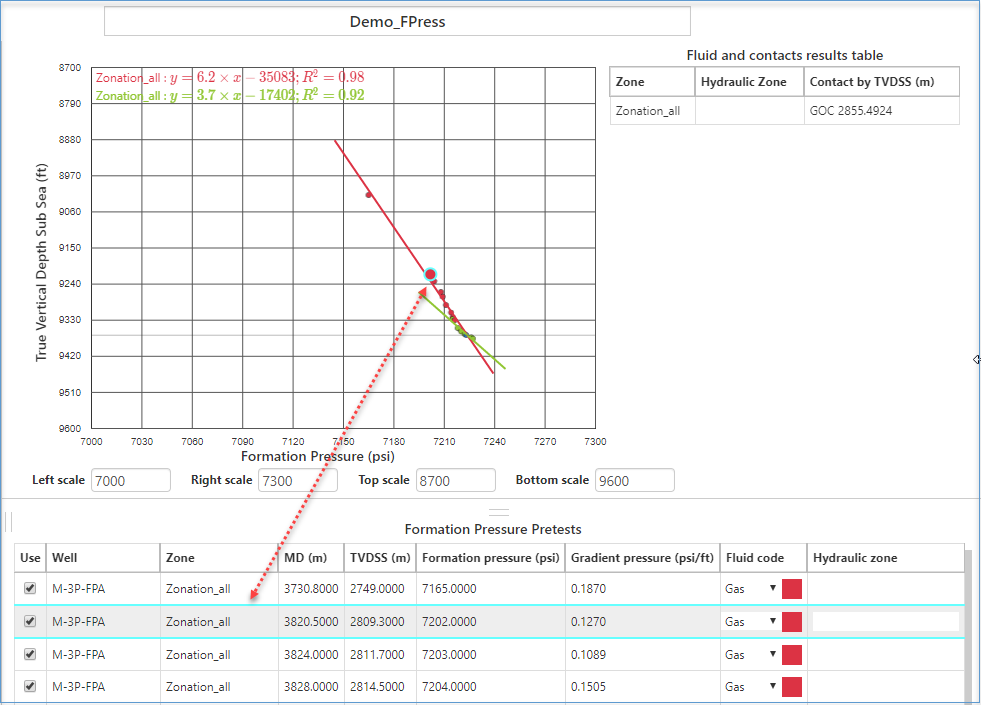 Demo_FPress
Fluid and contacts results table
Zone Hydraulic Zone Contact by TVDSS (m)
Zonation_all GOC 2855.4924
Zonation_all : y = 6.2 × x − 35083; R² = 0.98
Zonation_all : y = 3.7 × x − 17402; R² = 0.92
True Vertical Depth Sub Sea (ft)
8700
8790
8880
8970
9060
9150
9240
9330
9420
9510
9600
7000 7030 7060 7090 7120 7150 7180 7210 7240 7270 7300
Formation Pressure (psi)
Left scale 7000 Right scale 7300 Top scale 8700 Bottom scale 9600
Formation Pressure Pretests
Use Well Zone MD (m) TVDSS (m) Formation pressure (psi) Gradient pressure (psi/ft) Fluid code Hydraulic zone
M-3P-FPA Zonation_all 3730.8000 2749.0000 7165.0000 0.1870 Gas
M-3P-FPA Zonation_all 3820.5000 2809.3000 7202.0000 0.1270 Gas
M-3P-FPA Zonation_all 3824.0000 2811.7000 7203.0000 0.1089 Gas
M-3P-FPA Zonation_all 3828.0000 2814.5000 7204.0000 0.1505 Gas